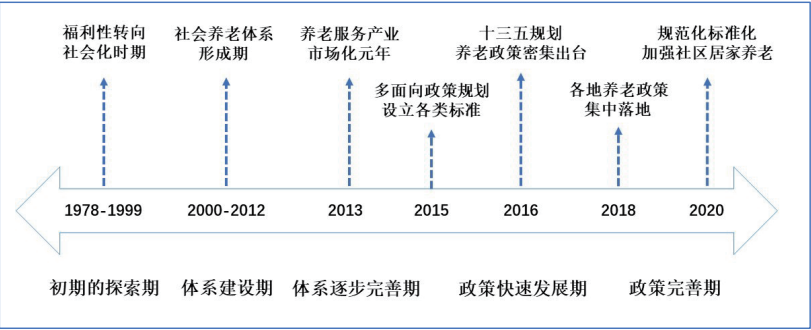 福利性转向
社会化时期
社会养老体系
形成期
养老服务产业
市场化元年
多面向政策规划
设立各类标准
十三五规划
养老政策密集出台
各地养老政策
集中落地
规范化标准化
加强社区居家养老
1978-1999
2000-2012
2013
2015
2016
2018
2020
初期的探索期
体系建设期
体系逐步完善期
政策快速发展期
政策完善期